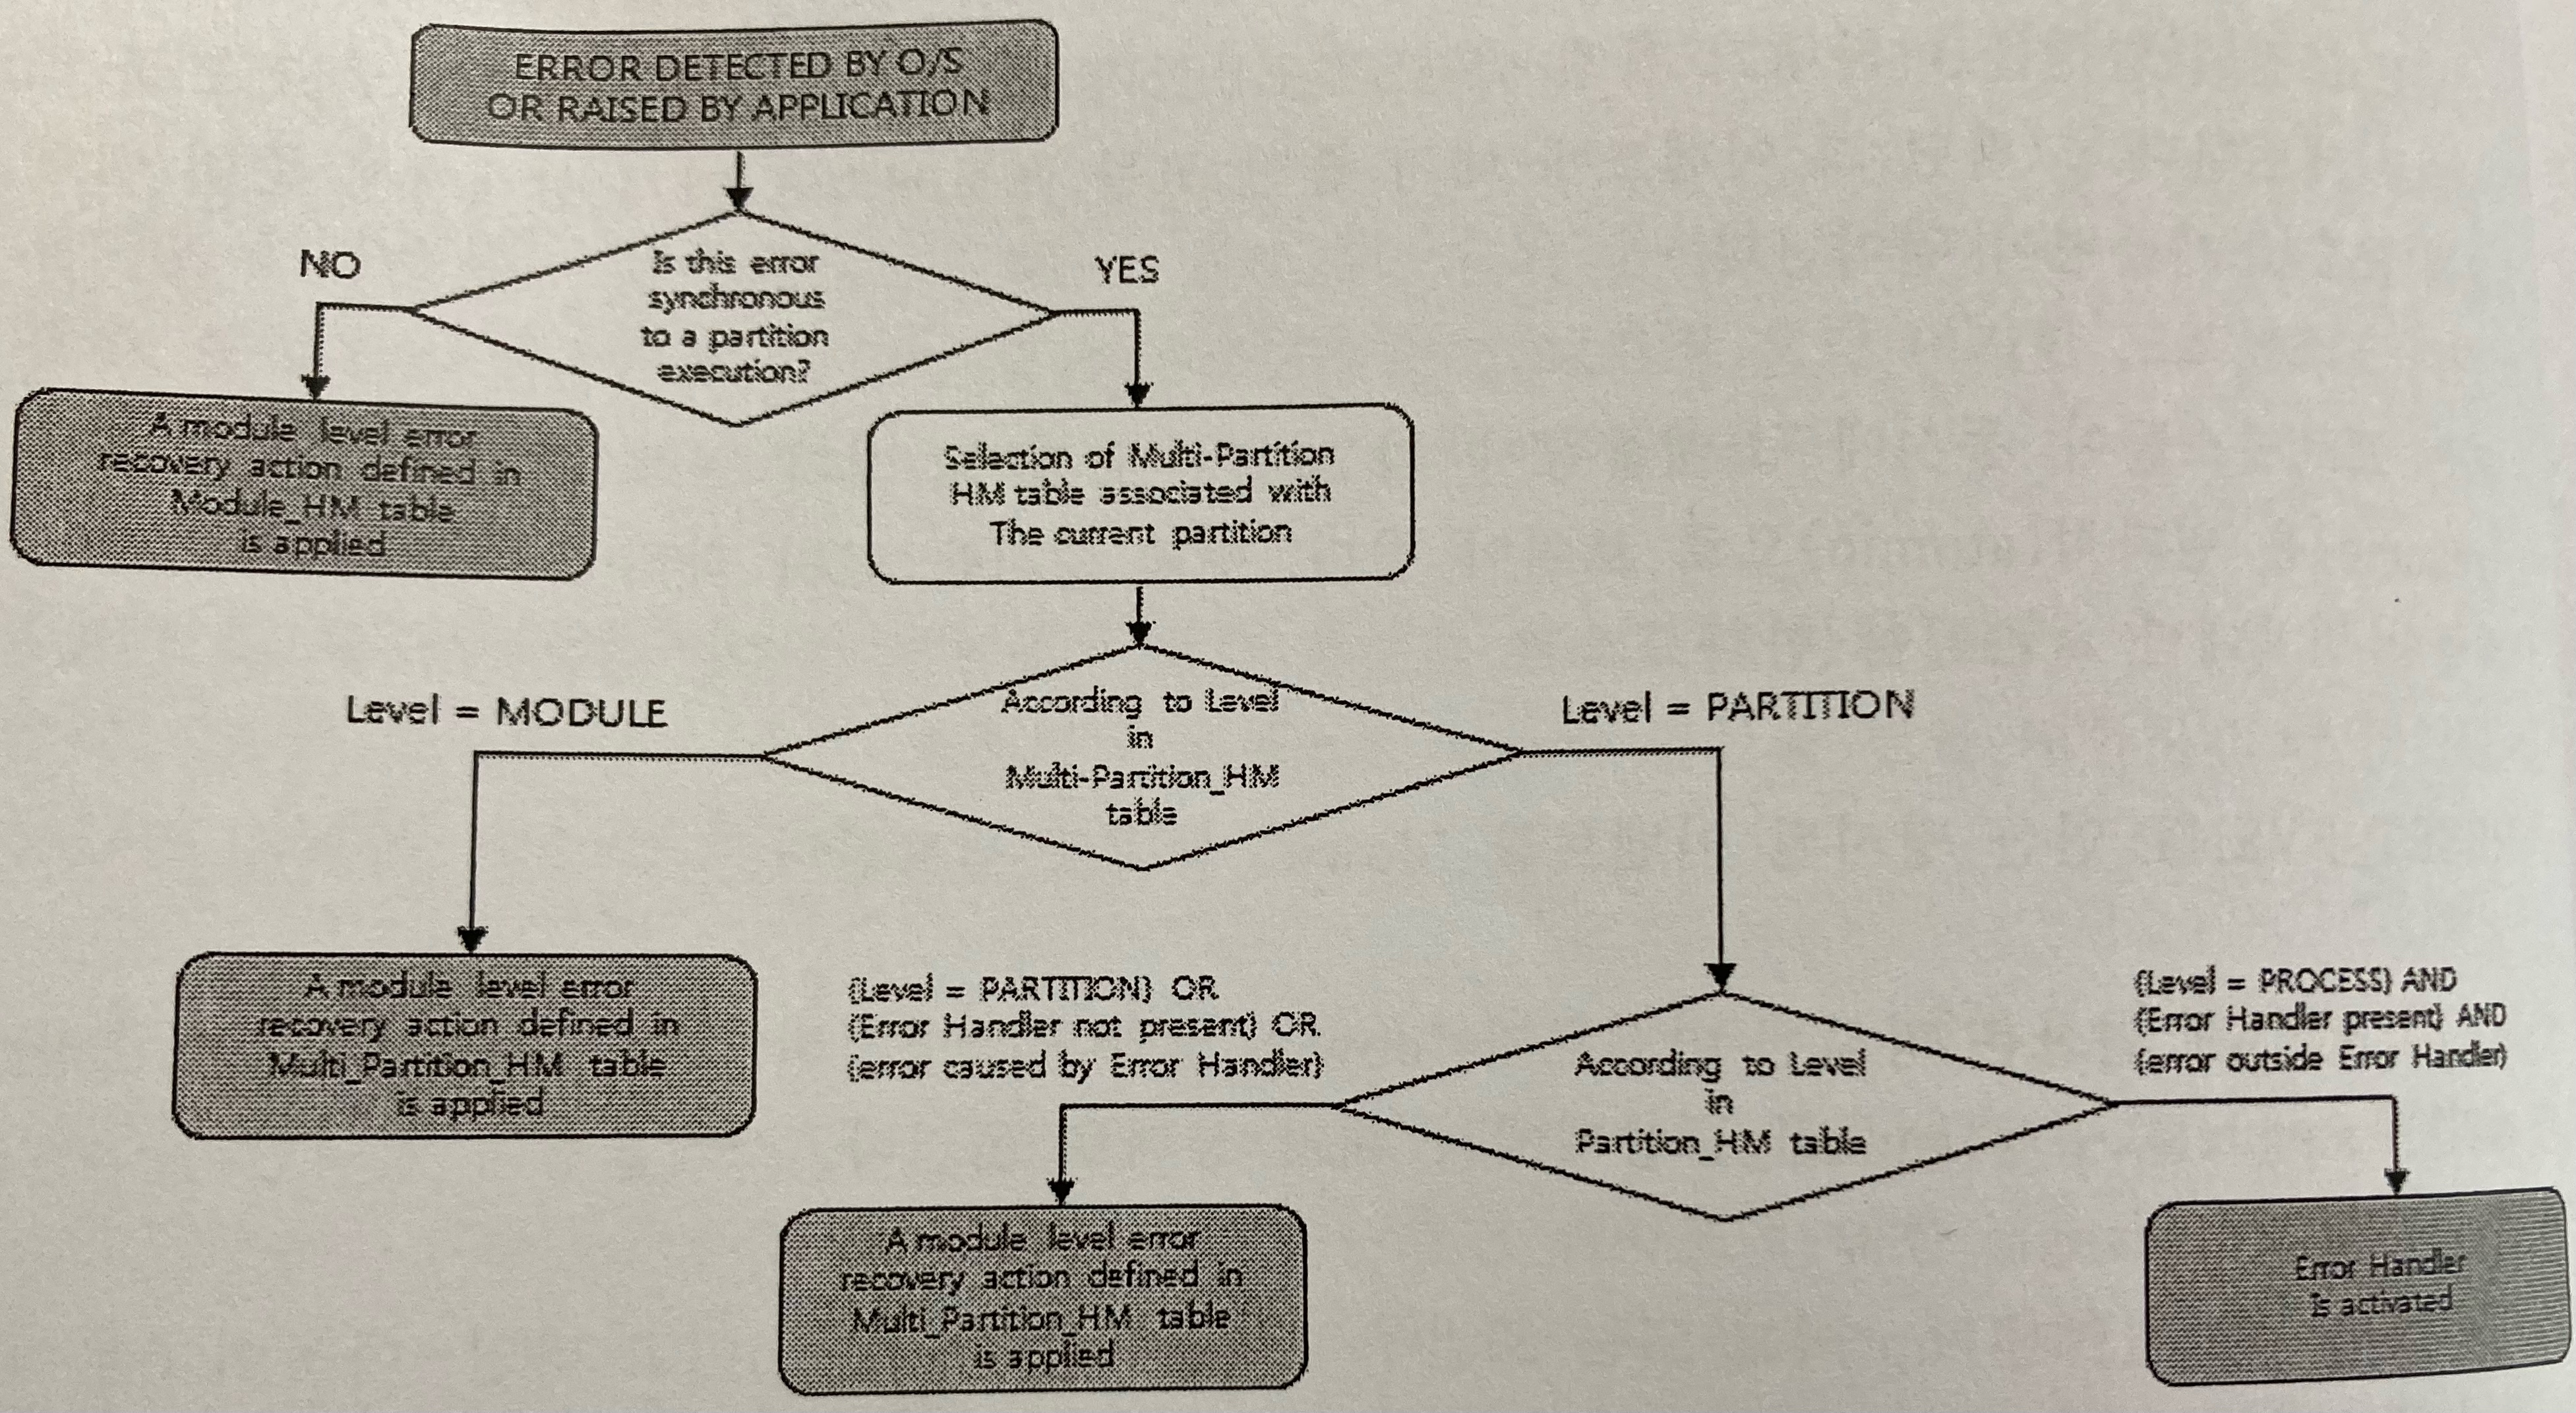 ERROR DETECTED BY O/S
OR RAISED BY APPLICATION
NO
Is this error
synchronous
to a partition
execution?
YES
A module level error
recovery action defined in
Module_HM table
is applied
Selection of Multi-Partition
HM table associated with
The current partition
Level = MODULE
According to Level
in
Multi-Partition_HM
table
Level = PARTITION
A module level error
recovery action defined in
Multi_Partition_HM table
is applied
(Level = PARTITION) OR
(Error Handler not present) OR
(error caused by Error Handler)
According to Level
in
Partition_HM table
(Level = PROCESS) AND
(Error Handler present) AND
(error outside Error Handler)
A module level error
recovery action defined in
Multi_Partition_HM table
is applied
Error Handler
Is activated